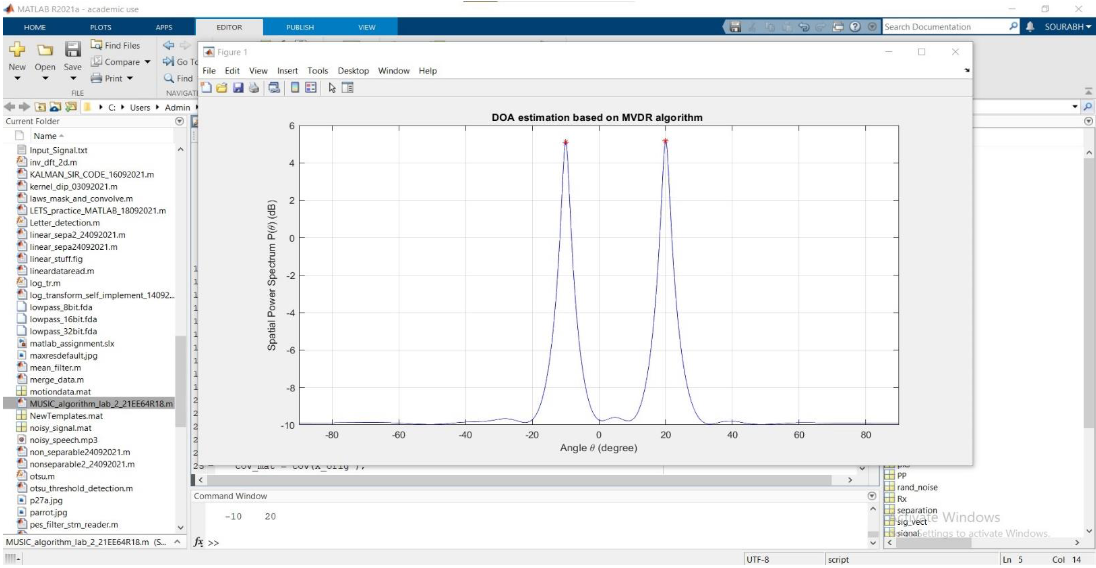 MATLAB R2021a - academic use
HOME PLOTS APPS EDITOR PUBLISH VIEW Search Documentation SOURABH
New Open Save Find Files Compare Print Go To Find
FILE NAVIGAT
C: Users Admin
Current Folder
Name
Input_Signal.txt
inv_dft_2d.m
KALMAN_SIR_CODE_16092021.m
kernel_dip_03092021.m
laws_mask_and_convolve.m
LETS_practice_MATLAB_18092021.m
Letter_detection.m
linear_sepa2_24092021.m
linear_sepa24092021.m
linear_stuff.fig
lineardataread.m
log_tr.m
log_transform_self_implement_14092...
lowpass_8bit.fda
lowpass_16bit.fda
lowpass_32bit.fda
matlab_assignment.slx
maxresdefault.jpg
mean_filter.m
merge_data.m
motiondata.mat
MUSIC_algorithm_lab_2_21EE64R18.m
NewTemplates.mat
noisy_signal.mat
noisy_speech.mp3
non_separable24092021.m
nonseparable2_24092021.m
otsu.m
otsu_threshold_detection.m
p27a.jpg
parrot.jpg
pes_filter_stm_reader.m
MUSIC_algorithm_lab_2_21EE64R18.m (S...
Figure 1
File Edit View Insert Tools Desktop Window Help
DOA estimation based on MVDR algorithm
Spatial Power Spectrum P(θ) (dB)
6
4
2
0
-2
-4
-6
-8
-10
-80 -60 -40 -20 0 20 40 60 80
Angle θ (degree)
cov_mat = cov(x_orig );
Command Window
-10 20
fx >>
PP
rand_noise
Rx
separation
sig_vect
signal
Activate Windows
Settings to activate Windows.
UTF-8 script Ln 5 Col 14